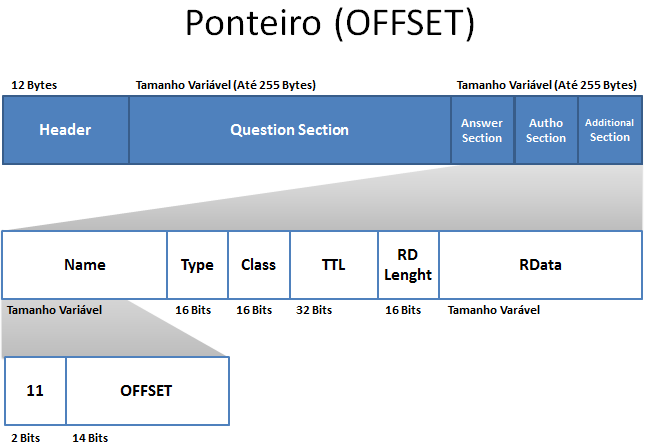 Ponteiro (OFFSET)
12 Bytes
Tamanho Variável (Até 255 Bytes)
Tamanho Variável (Até 255 Bytes)
Header
Question Section
Answer
Section
Autho
Section
Additional
Section
Name
Type
Class
TTL
RD
Lenght
RData
Tamanho Variável
16 Bits
16 Bits
32 Bits
16 Bits
Tamanho Varável
11
OFFSET
2 Bits
14 Bits